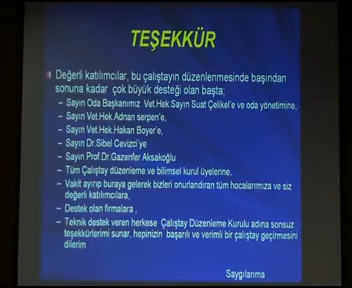 TEŞEKKÜR
Değerli katılımcılar, bu çalıştayın düzenlenmesinde başından
sonuna kadar çok büyük desteği olan başta;
– Sayın Oda Başkanımız Vet.Hek.Sayın Suat Çelikel'e ve oda yönetimine,
– Sayın Vet.Hek.Adnan serpen'e,
– Sayın Vet.Hek.Hakan Boyer'e,
– Sayın Dr.Sibel Cevizci'ye
– Sayın Prof.Dr.Gazenfer Aksakoğlu
– Tüm Çalıştay düzenleme ve bilimsel kurul üyelerine,
– Vakit ayırıp buraya gelerek bizleri onurlandıran tüm hocalarımıza ve siz
değerli katılımcılara,
– Destek olan firmalara ,
– Teknik destek veren herkese Çalıştay Düzenleme Kurulu adına sonsuz
teşekkürlerimi sunar, hepinizin başarılı ve verimli bir çalıştay geçirmesini
dilerim
Saygılarıma